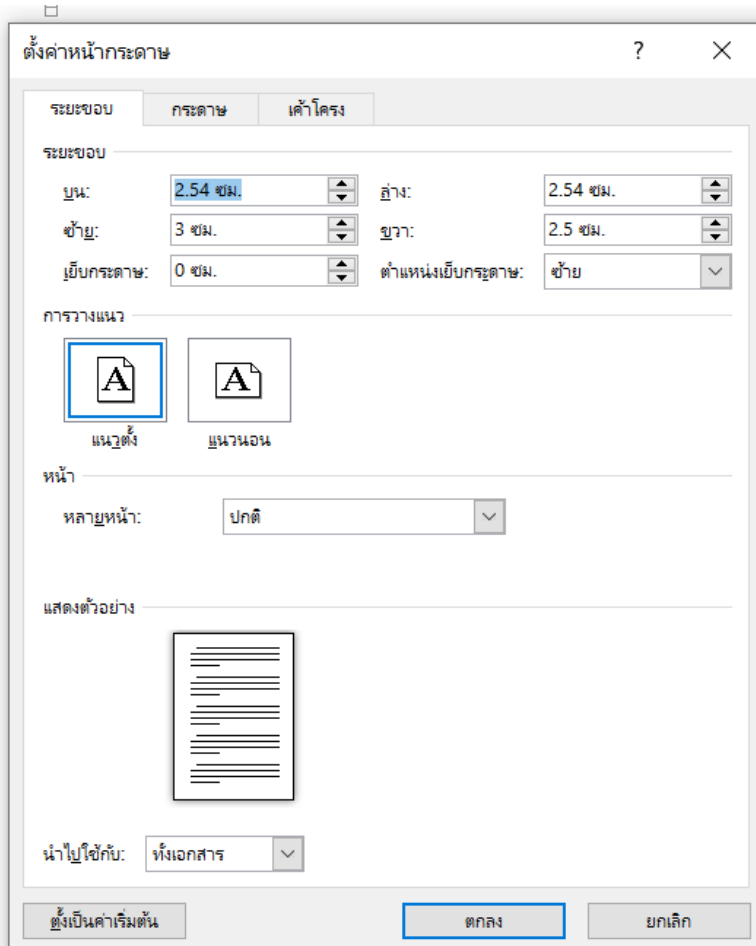 ตั้งค่าหน้ากระดาษ ?
ระยะขอบ กระดาษ เค้าโครง
ระยะขอบ
บน: 2.54 ซม. ล่าง: 2.54 ซม.
ซ้าย: 3 ซม. ขวา: 2.5 ซม.
เย็บกระดาษ: 0 ซม. ตำแหน่งเย็บกระดาษ: ซ้าย
การวางแนว
A A
แนวตั้ง แนวนอน
หน้า
หลายหน้า: ปกติ
แสดงตัวอย่าง
นำไปใช้กับ: ทั้งเอกสาร
ตั้งเป็นค่าเริ่มต้น ตกลง ยกเลิก